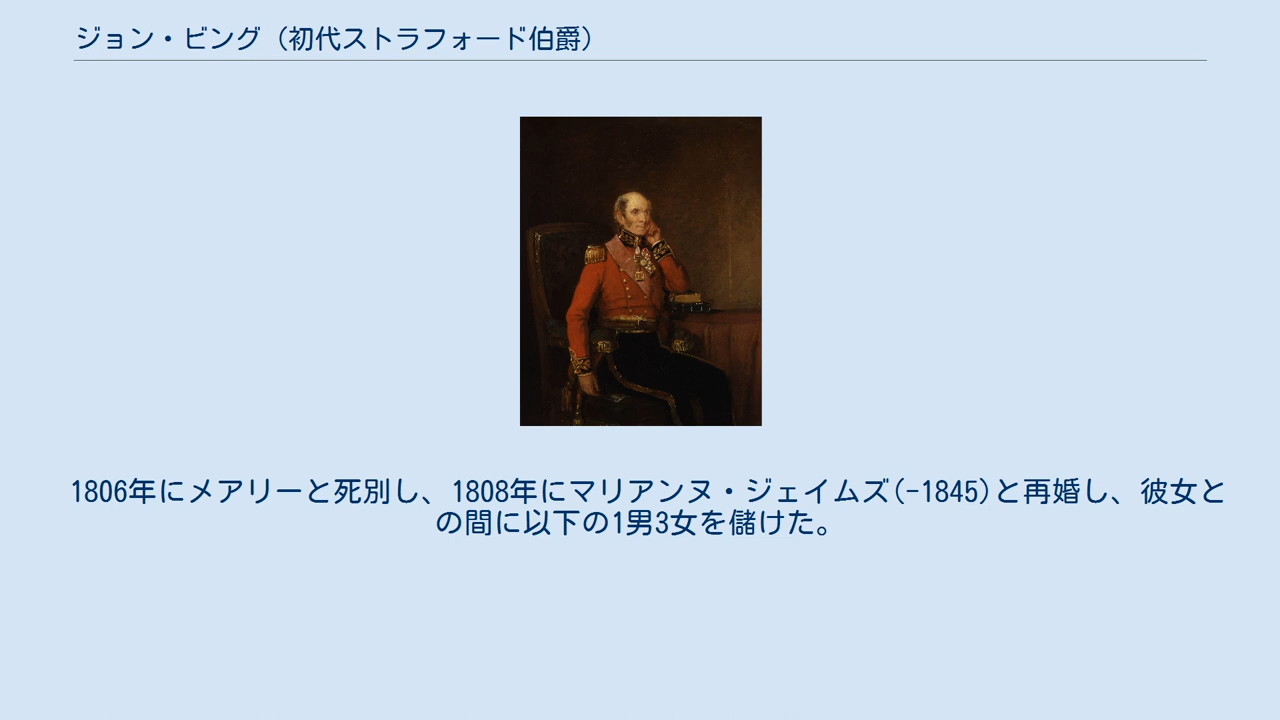 ジョン・ビング（初代ストラフォード伯爵）
1806年にメアリーと死別し、1808年にマリアンヌ・ジェイムズ(-1845)と再婚し、彼女と
の間に以下の1男3女を儲けた。